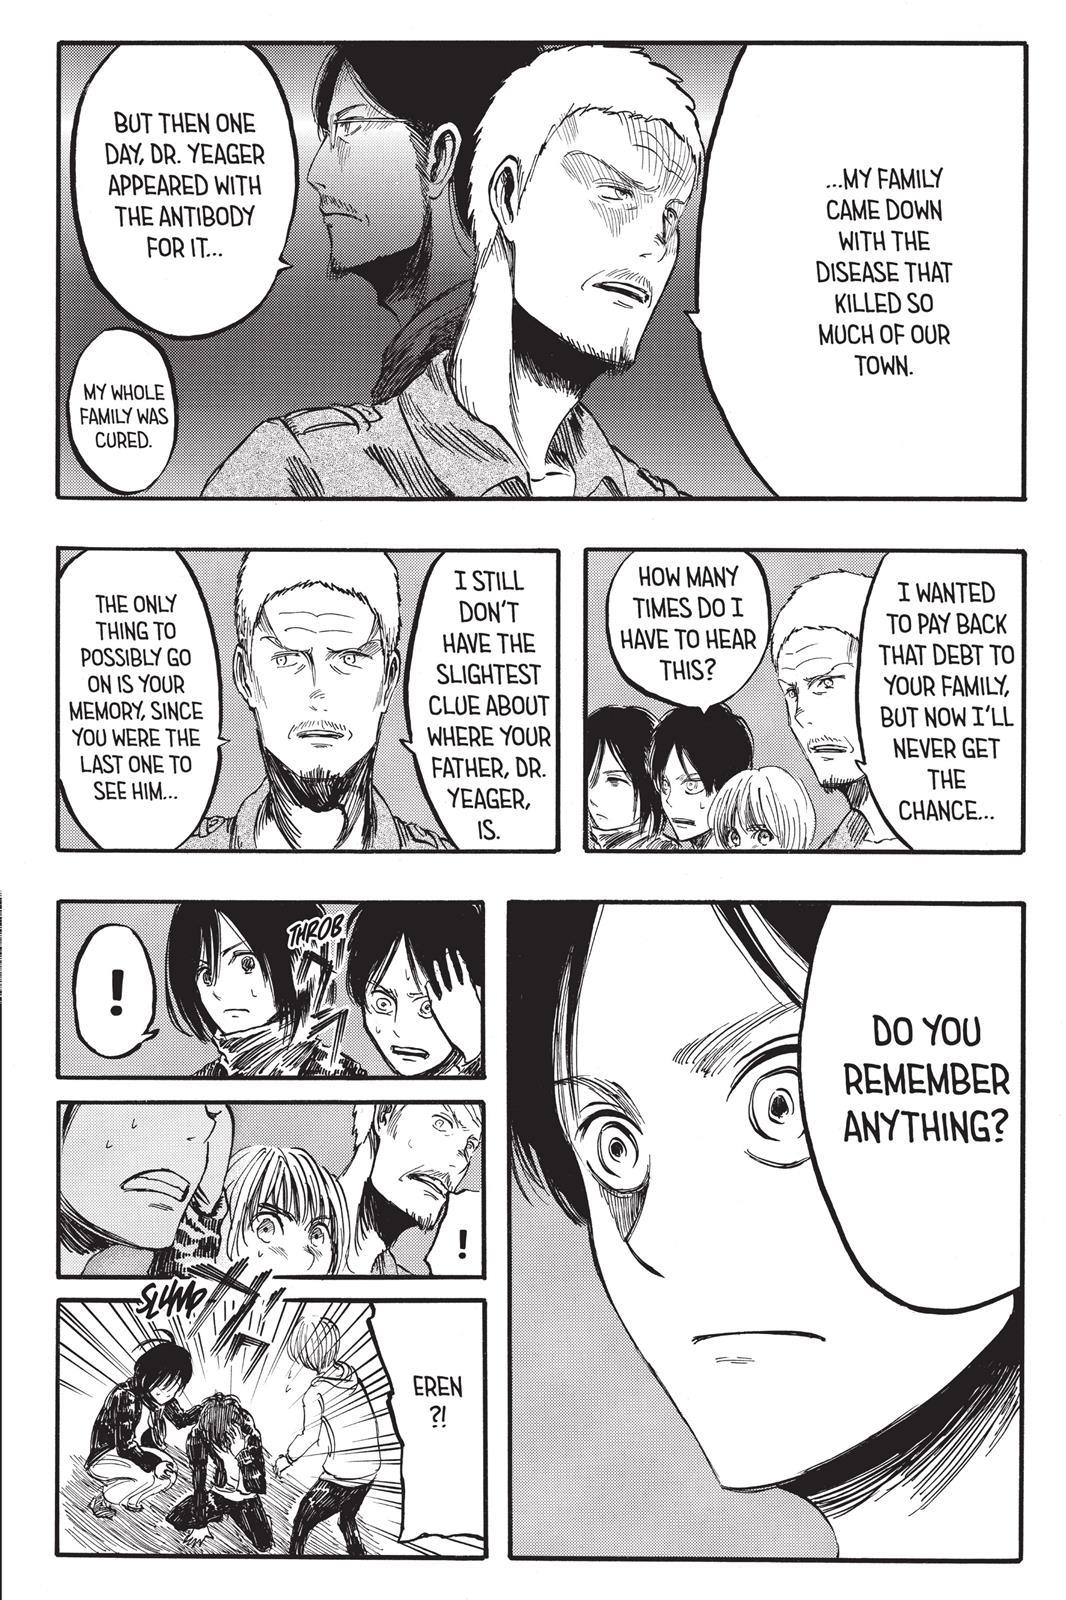 ...MY FAMILY
CAME DOWN
WITH THE
DISEASE THAT
KILLED SO
MUCH OF OUR
TOWN.
BUT THEN ONE
DAY, DR. YEAGER
APPEARED WITH
THE ANTIBODY
FOR IT...
MY WHOLE
FAMILY WAS
CURED.
I WANTED
TO PAY BACK
THAT DEBT TO
YOUR FAMILY,
BUT NOW I'LL
NEVER GET
THE
CHANCE...
HOW MANY
TIMES DO I
HAVE TO HEAR
THIS?
I STILL
DON'T
HAVE THE
SLIGHTEST
CLUE ABOUT
WHERE YOUR
FATHER, DR.
YEAGER,
IS.
THE ONLY
THING TO
POSSIBLY GO
ON IS YOUR
MEMORY, SINCE
YOU WERE THE
LAST ONE TO
SEE HIM...
DO YOU
REMEMBER
ANYTHING?
THROB
!
!
SLUMP
EREN
?!